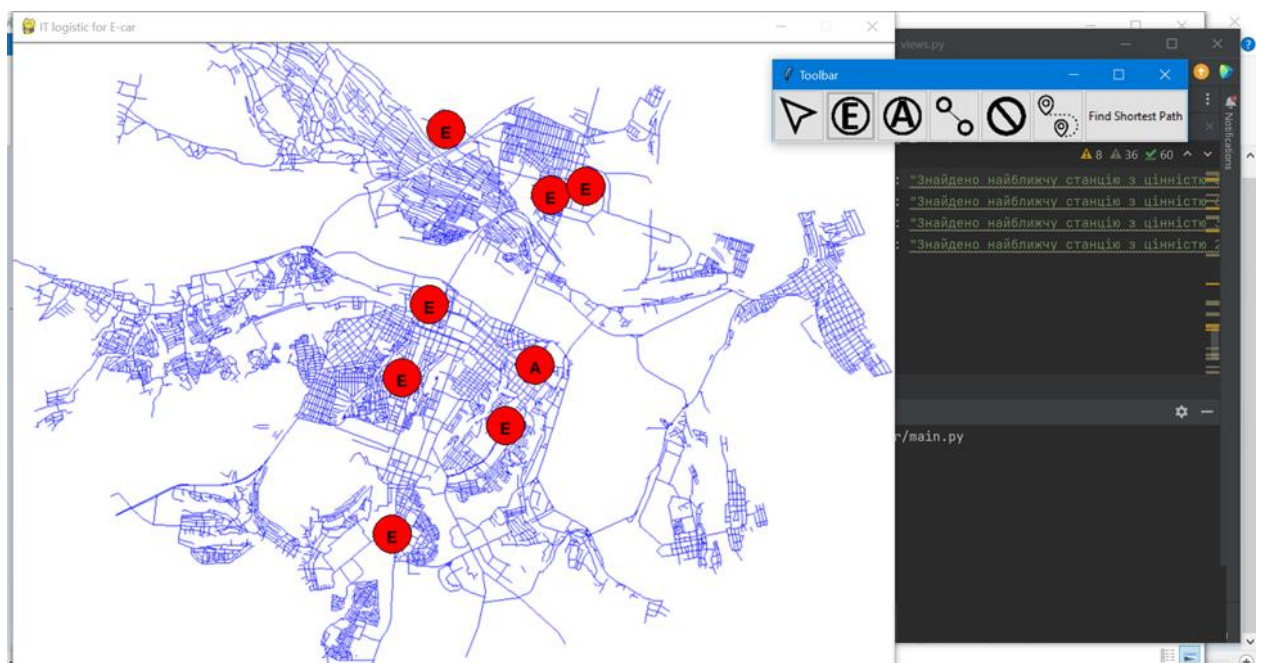 IT logistic for E-car
views.py
Toolbar
E
A
Find Shortest Path
Notifications
8 36 60
: "Знайдено найближчу станцію з цінністю
: "Знайдено найближчу станцію з цінністю
: "Знайдено найближчу станцію з цінністю
: "Знайдено найближчу станцію з цінністю 2
E
E
E
E
A
E
E
E
r/main.py